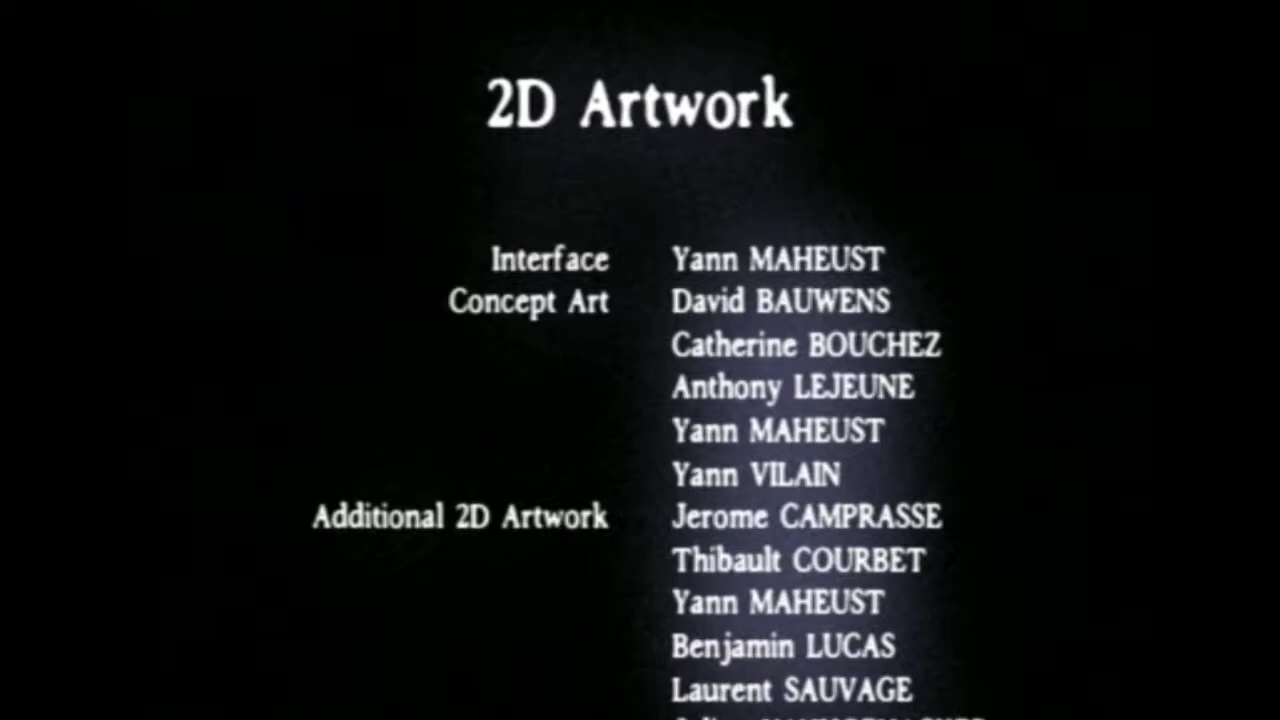 2D Artwork
Interface Yann MAHEUST
Concept Art David BAUWENS
Catherine BOUCHEZ
Anthony LEJEUNE
Yann MAHEUST
Yann VILAIN
Additional 2D Artwork Jerome CAMPRASSE
Thibault COURBET
Yann MAHEUST
Benjamin LUCAS
Laurent SAUVAGE